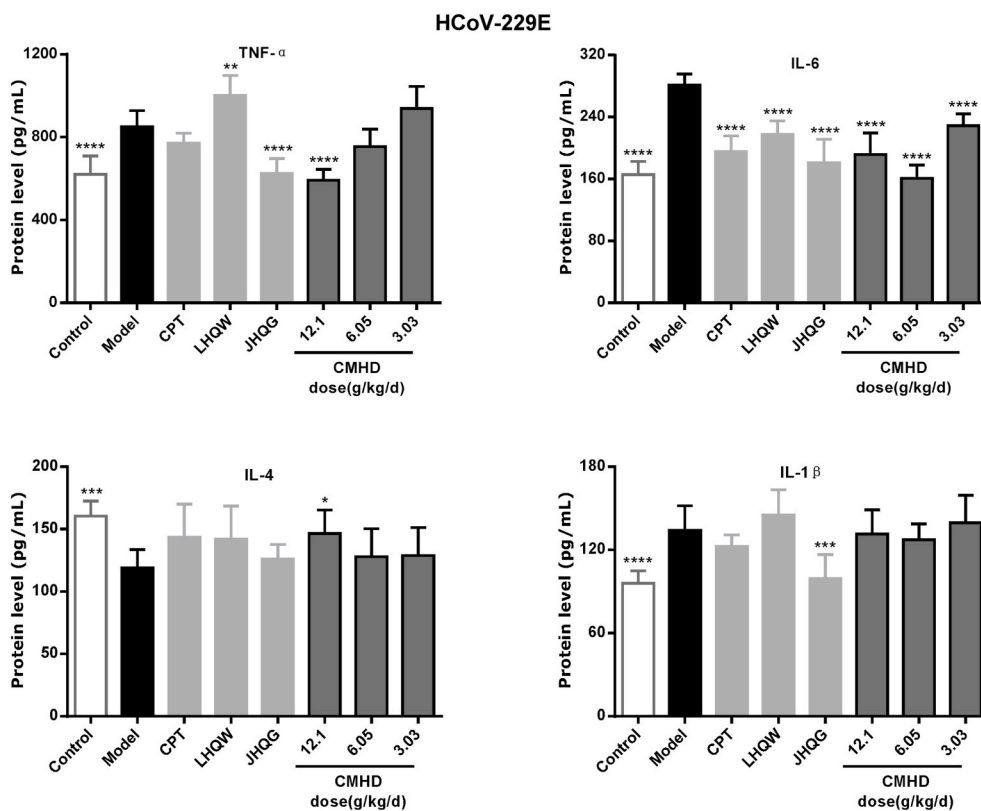 HCoV-229E
TNF-α
Protein level (pg/mL)
1200
800
400
0
****
**
****
****
Control
Model
CPT
LHQW
JHQG
12.1
6.05
3.03
CMHD
dose(g/kg/d)
IL-6
Protein level (pg/mL)
320
240
160
80
0
****
****
****
****
****
****
****
Control
Model
CPT
LHQW
JHQG
12.1
6.05
3.03
CMHD
dose(g/kg/d)
IL-4
Protein level (pg/mL)
200
150
100
50
0
***
*
Control
Model
CPT
LHQW
JHQG
12.1
6.05
3.03
CMHD
dose(g/kg/d)
IL-1β
Protein level (pg/mL)
180
120
60
0
****
***
Control
Model
CPT
LHQW
JHQG
12.1
6.05
3.03
CMHD
dose(g/kg/d)